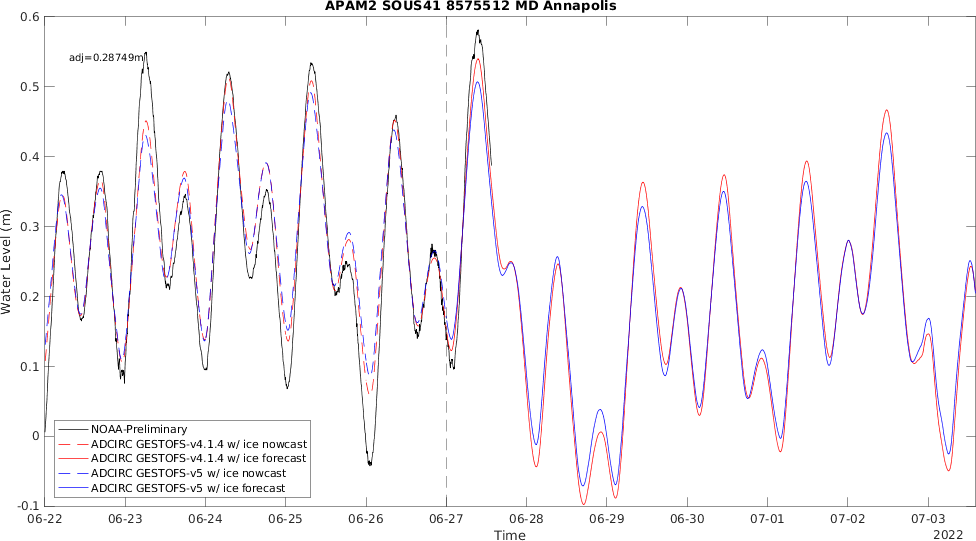 APAM2 SOUS41 8575512 MD Annapolis
adj=0.28749m
Water Level (m)
0.6
0.5
0.4
0.3
0.2
0.1
0
-0.1
NOAA-Preliminary
ADCIRC GESTOFS-v4.1.4 w/ ice nowcast
ADCIRC GESTOFS-v4.1.4 w/ ice forecast
ADCIRC GESTOFS-v5 w/ ice nowcast
ADCIRC GESTOFS-v5 w/ ice forecast
06-22 06-23 06-24 06-25 06-26 06-27 06-28 06-29 06-30 07-01 07-02 07-03
Time
2022